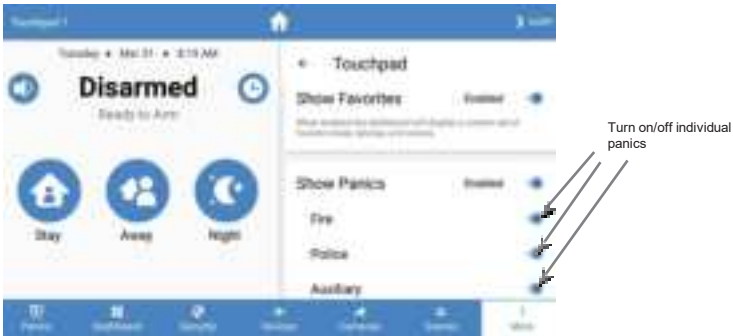 Touchpad 1
Tuesday • Mar 31 • 8:19 AM
Disarmed
Ready to Arm
Stay
Away
Night
Touchpad
Show Favorites
Enabled
Show Panics
Enabled
Fire
Police
Auxiliary
Turn on/off individual
panics
Panics
Dashboard
Security
Cameras
Scenes
More